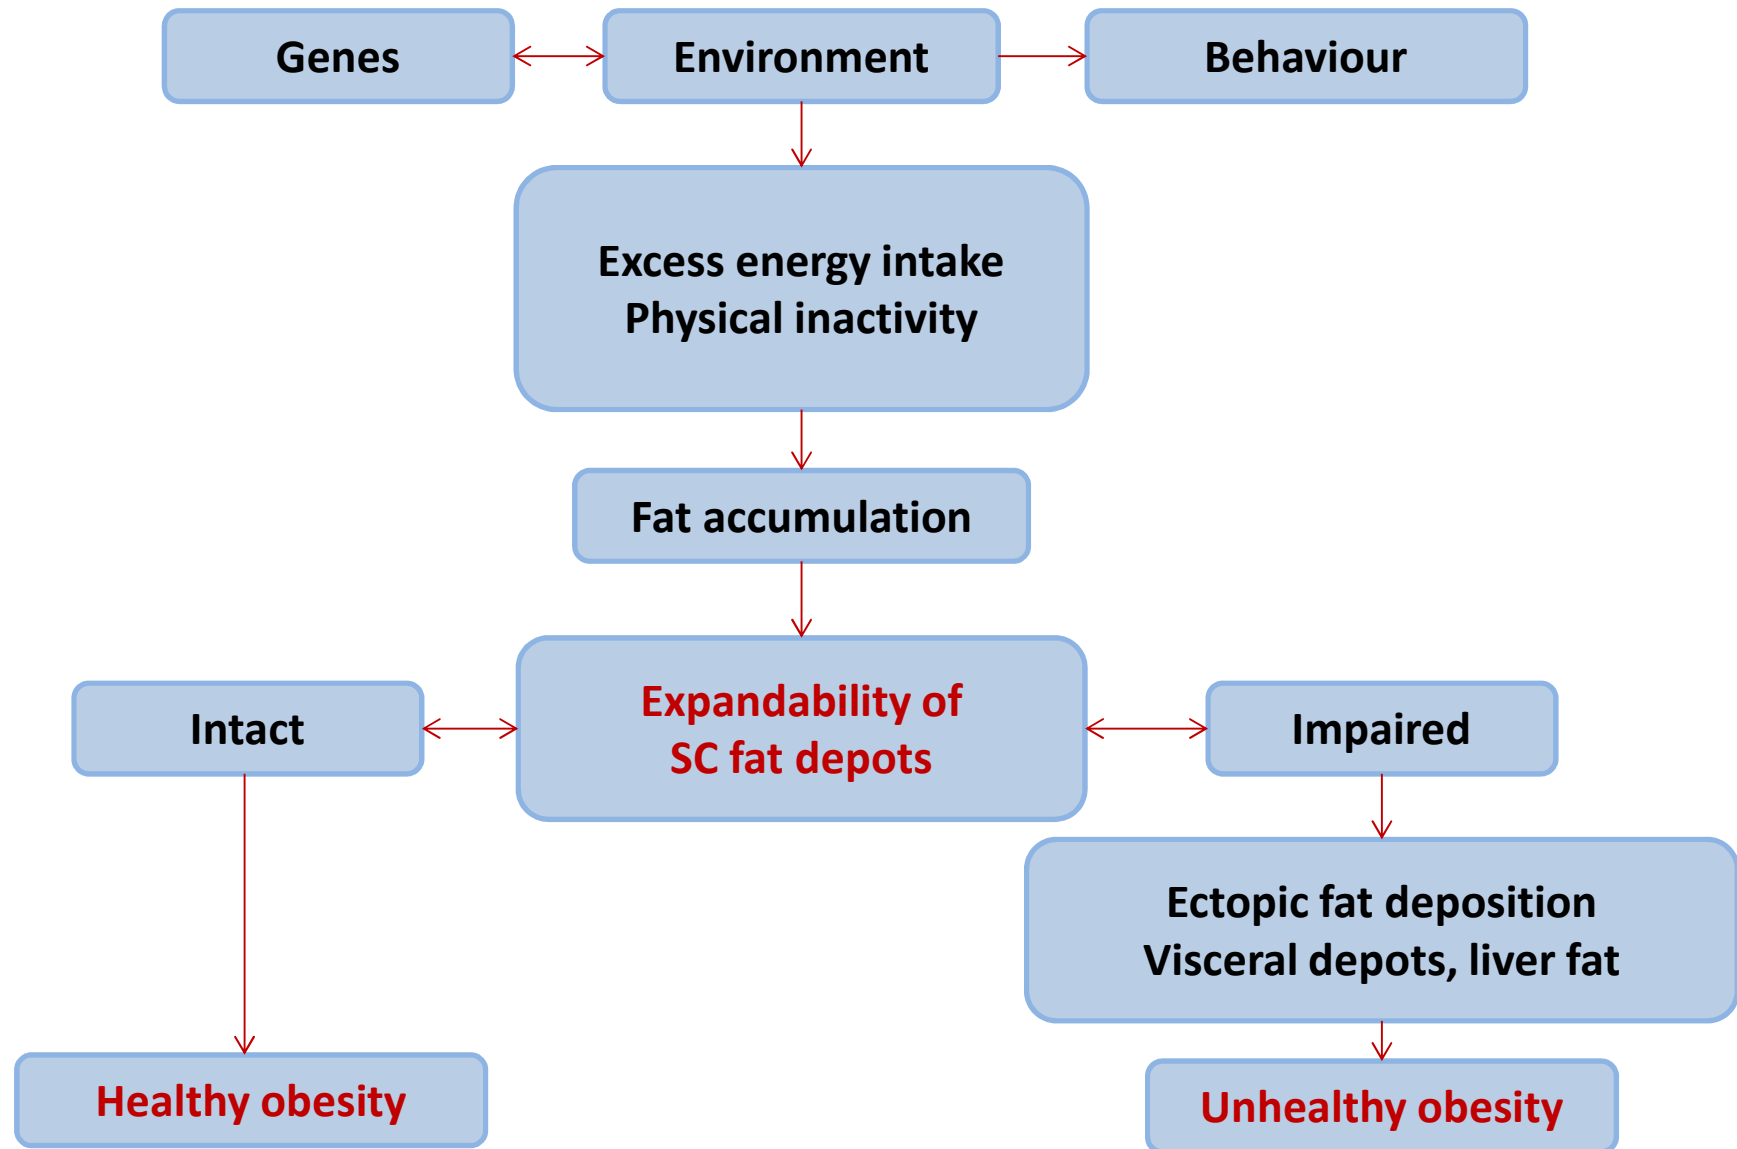 Genes
Environment
Behaviour
Excess energy intake
Physical inactivity
Fat accumulation
Expandability of
SC fat depots
Intact
Impaired
Ectopic fat deposition
Visceral depots, liver fat
Healthy obesity
Unhealthy obesity